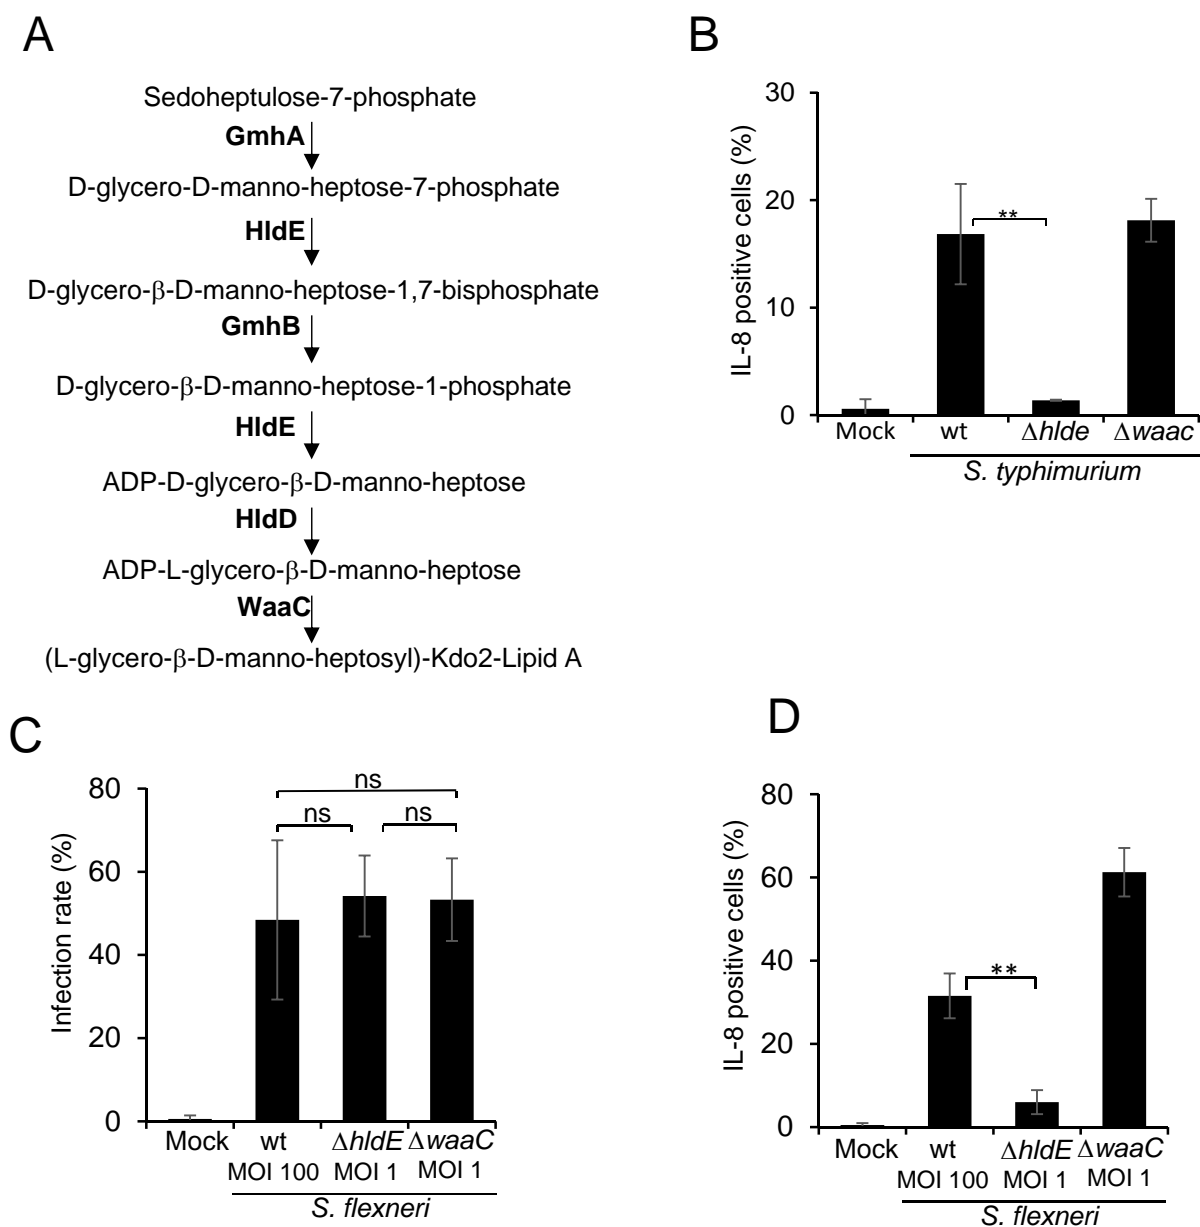 A
Sedoheptulose-7-phosphate
GmhA
D-glycero-D-manno-heptose-7-phosphate
HldE
D-glycero-β-D-manno-heptose-1,7-bisphosphate
GmhB
D-glycero-β-D-manno-heptose-1-phosphate
HldE
ADP-D-glycero-β-D-manno-heptose
HldD
ADP-L-glycero-β-D-manno-heptose
WaaC
(L-glycero-β-D-manno-heptosyl)-Kdo2-Lipid A
B
IL-8 positive cells (%)
30
20
10
0
**
Mock wt Δhlde Δwaac
S. typhimurium
C
Infection rate (%)
80
60
40
20
0
ns
ns ns
Mock wt ΔhldE ΔwaaC
MOI 100 MOI 1 MOI 1
S. flexneri
D
IL-8 positive cells (%)
80
60
40
20
0
**
Mock wt ΔhldE ΔwaaC
MOI 100 MOI 1 MOI 1
S. flexneri